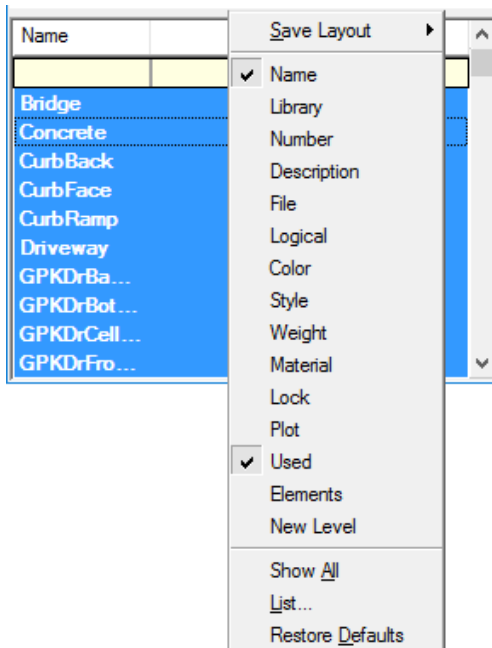 Name
Bridge
Concrete
CurbBack
CurbFace
CurbRamp
Driveway
GPKDrBa...
GPKDrBot...
GPKDrCell...
GPKDrFro...
Save Layout
Name
Library
Number
Description
File
Logical
Color
Style
Weight
Material
Lock
Plot
Used
Elements
New Level
Show All
List...
Restore Defaults